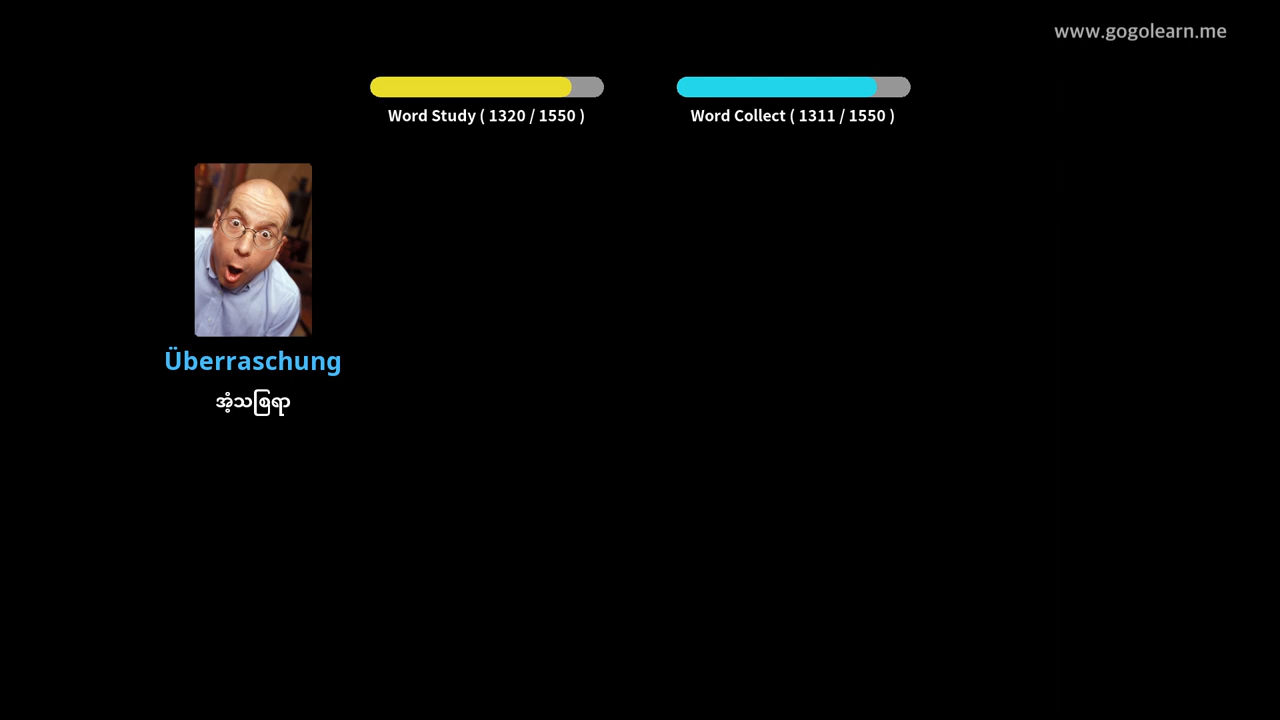 www.gogolearn.me
Word Study ( 1320 / 1550 )
Word Collect ( 1311 / 1550 )
Überraschung
အံ့သစြရာ